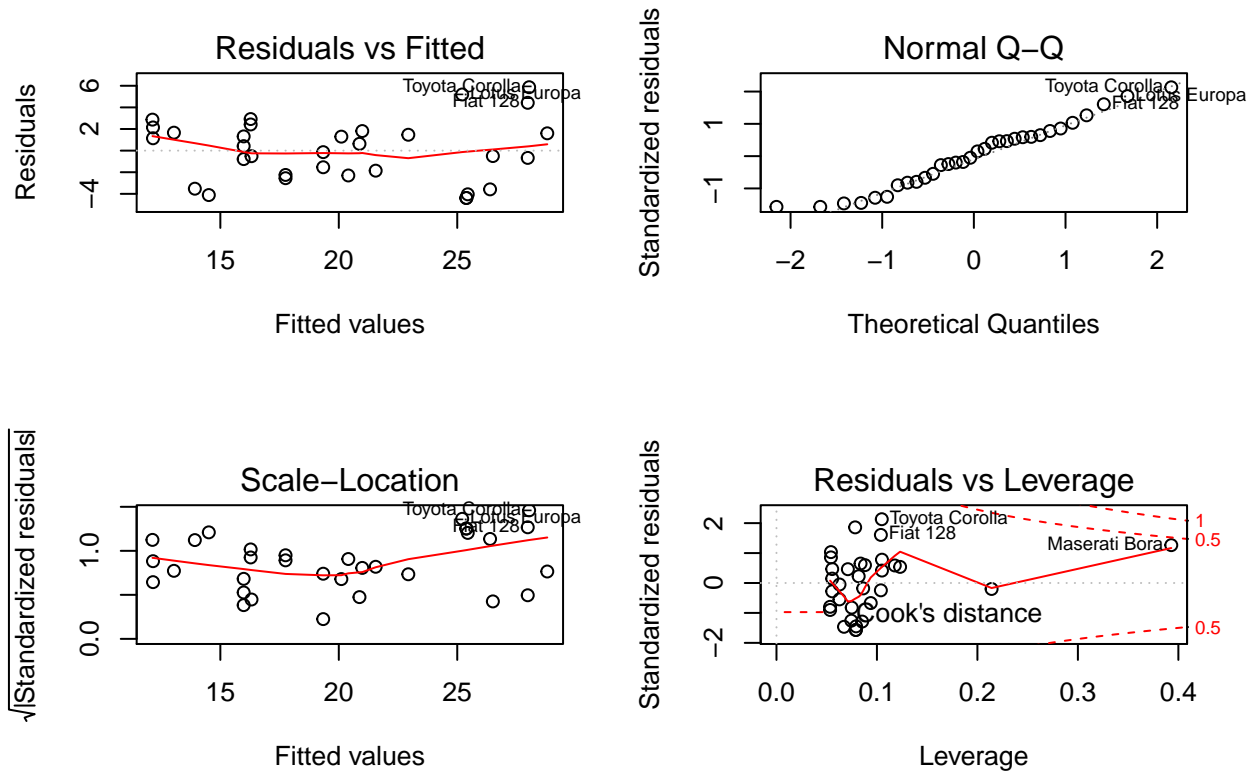 Residuals vs Fitted
Residuals
6
2
−4
Toyota Corolla
Lotus Europa
Fiat 128
15
20
25
Fitted values
Normal Q−Q
Standardized residuals
1
−1
Toyota Corolla
Lotus Europa
Fiat 128
−2
−1
0
1
2
Theoretical Quantiles
Scale−Location
√|Standardized residuals|
1.0
0.0
Toyota Corolla
Lotus Europa
Fiat 128
15
20
25
Fitted values
Residuals vs Leverage
Standardized residuals
2
0
−2
Toyota Corolla
Fiat 128
Maserati Bora
Cook's distance
1
0.5
0.5
0.0
0.1
0.2
0.3
0.4
Leverage